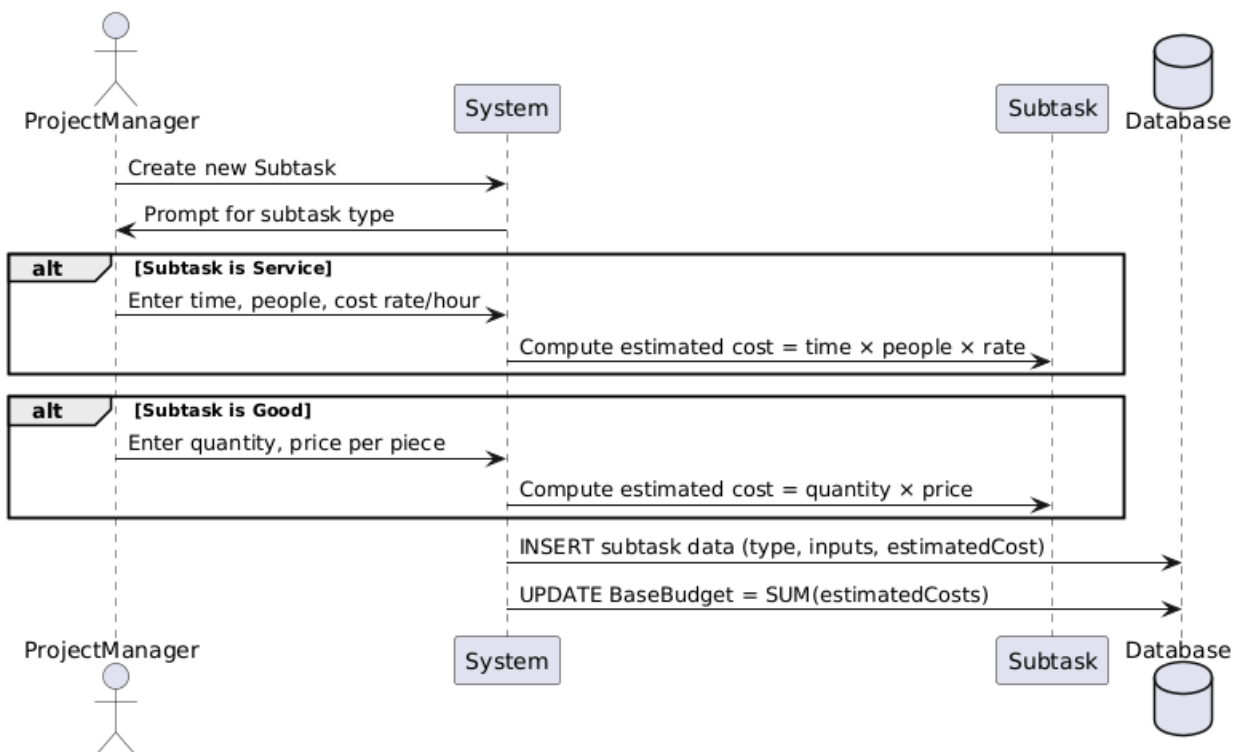 ProjectManager
System
Subtask
Database
Create new Subtask
Prompt for subtask type
alt
[Subtask is Service]
Enter time, people, cost rate/hour
Compute estimated cost = time × people × rate
alt
[Subtask is Good]
Enter quantity, price per piece
Compute estimated cost = quantity × price
INSERT subtask data (type, inputs, estimatedCost)
UPDATE BaseBudget = SUM(estimatedCosts)
ProjectManager
System
Subtask
Database